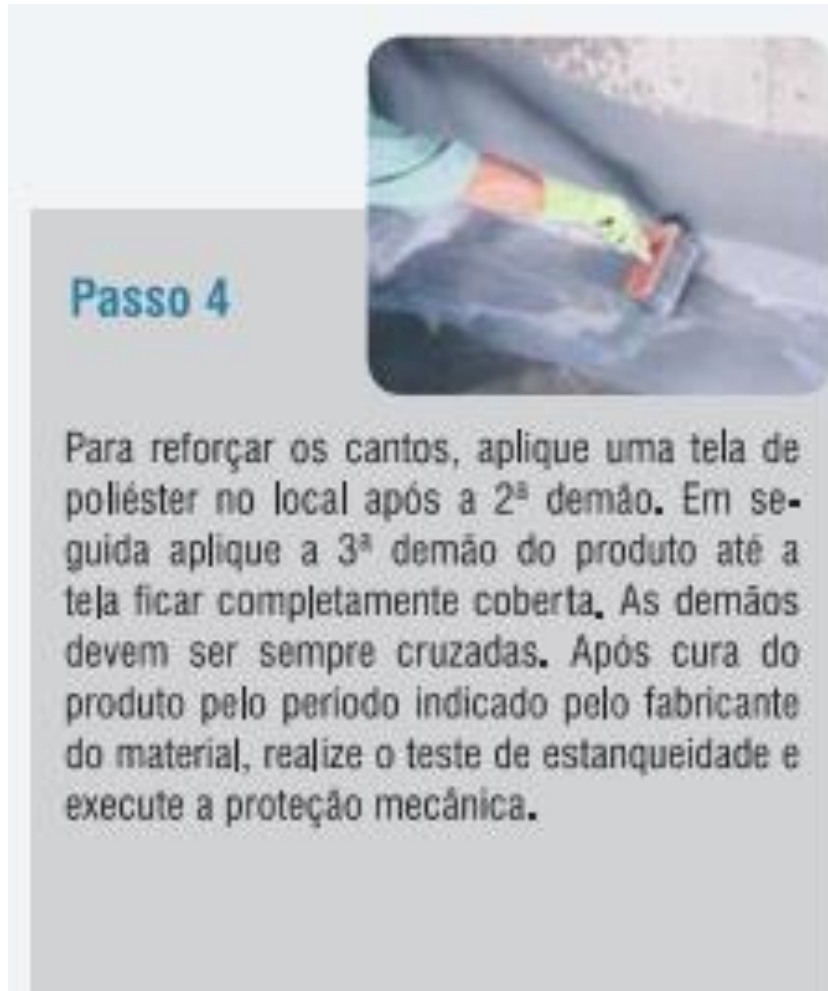 Passo 4
Para reforçar os cantos, aplique uma tela de
poliéster no local após a 2ª demão. Em se-
guida aplique a 3ª demão do produto até a
tela ficar completamente coberta. As demãos
devem ser sempre cruzadas. Após cura do
produto pelo período indicado pelo fabricante
do material, realize o teste de estanqueidade e
execute a proteção mecânica.